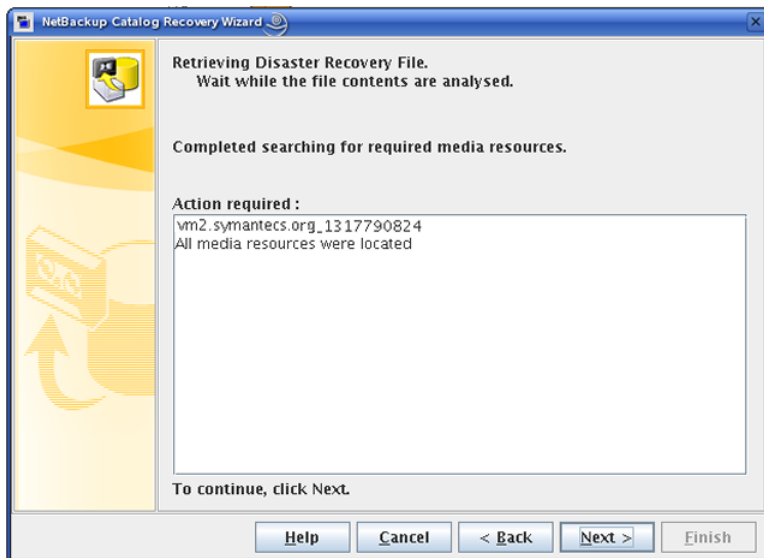 NetBackup Catalog Recovery Wizard
Retrieving Disaster Recovery File.
Wait while the file contents are analysed.
Completed searching for required media resources.
Action required :
vm2.symantecs.org_1317790824
All media resources were located
To continue, click Next.
Help Cancel < Back Next > Finish